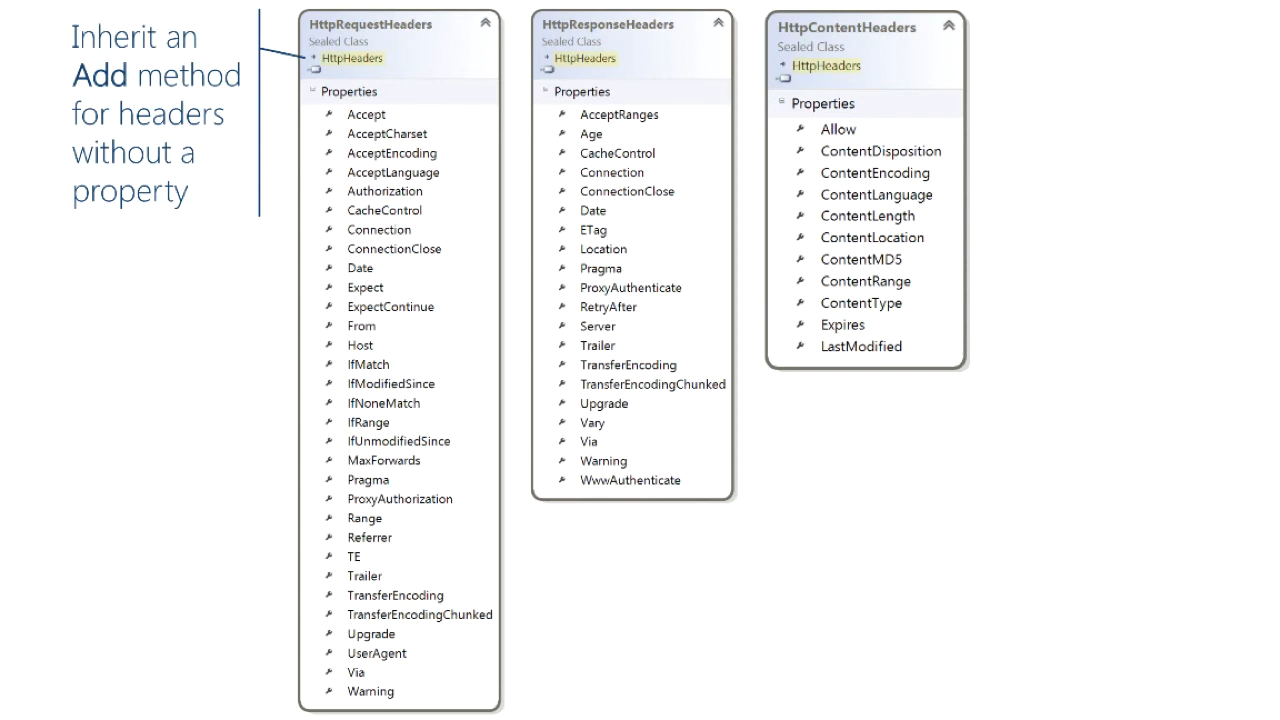 Inherit an
Add method
for headers
without a
property
HttpRequestHeaders
Sealed Class
HttpHeaders
Properties
Accept
AcceptCharset
AcceptEncoding
AcceptLanguage
Authorization
CacheControl
Connection
ConnectionClose
Date
Expect
ExpectContinue
From
Host
IfMatch
IfModifiedSince
IfNoneMatch
IfRange
IfUnmodifiedSince
MaxForwards
Pragma
ProxyAuthorization
Range
Referrer
TE
Trailer
TransferEncoding
TransferEncodingChunked
Upgrade
UserAgent
Via
Warning
HttpResponseHeaders
Sealed Class
HttpHeaders
Properties
AcceptRanges
Age
CacheControl
Connection
ConnectionClose
Date
ETag
Location
Pragma
ProxyAuthenticate
RetryAfter
Server
Trailer
TransferEncoding
TransferEncodingChunked
Upgrade
Vary
Via
Warning
WwwAuthenticate
HttpContentHeaders
Sealed Class
HttpHeaders
Properties
Allow
ContentDisposition
ContentEncoding
ContentLanguage
ContentLength
ContentLocation
ContentMD5
ContentRange
ContentType
Expires
LastModified